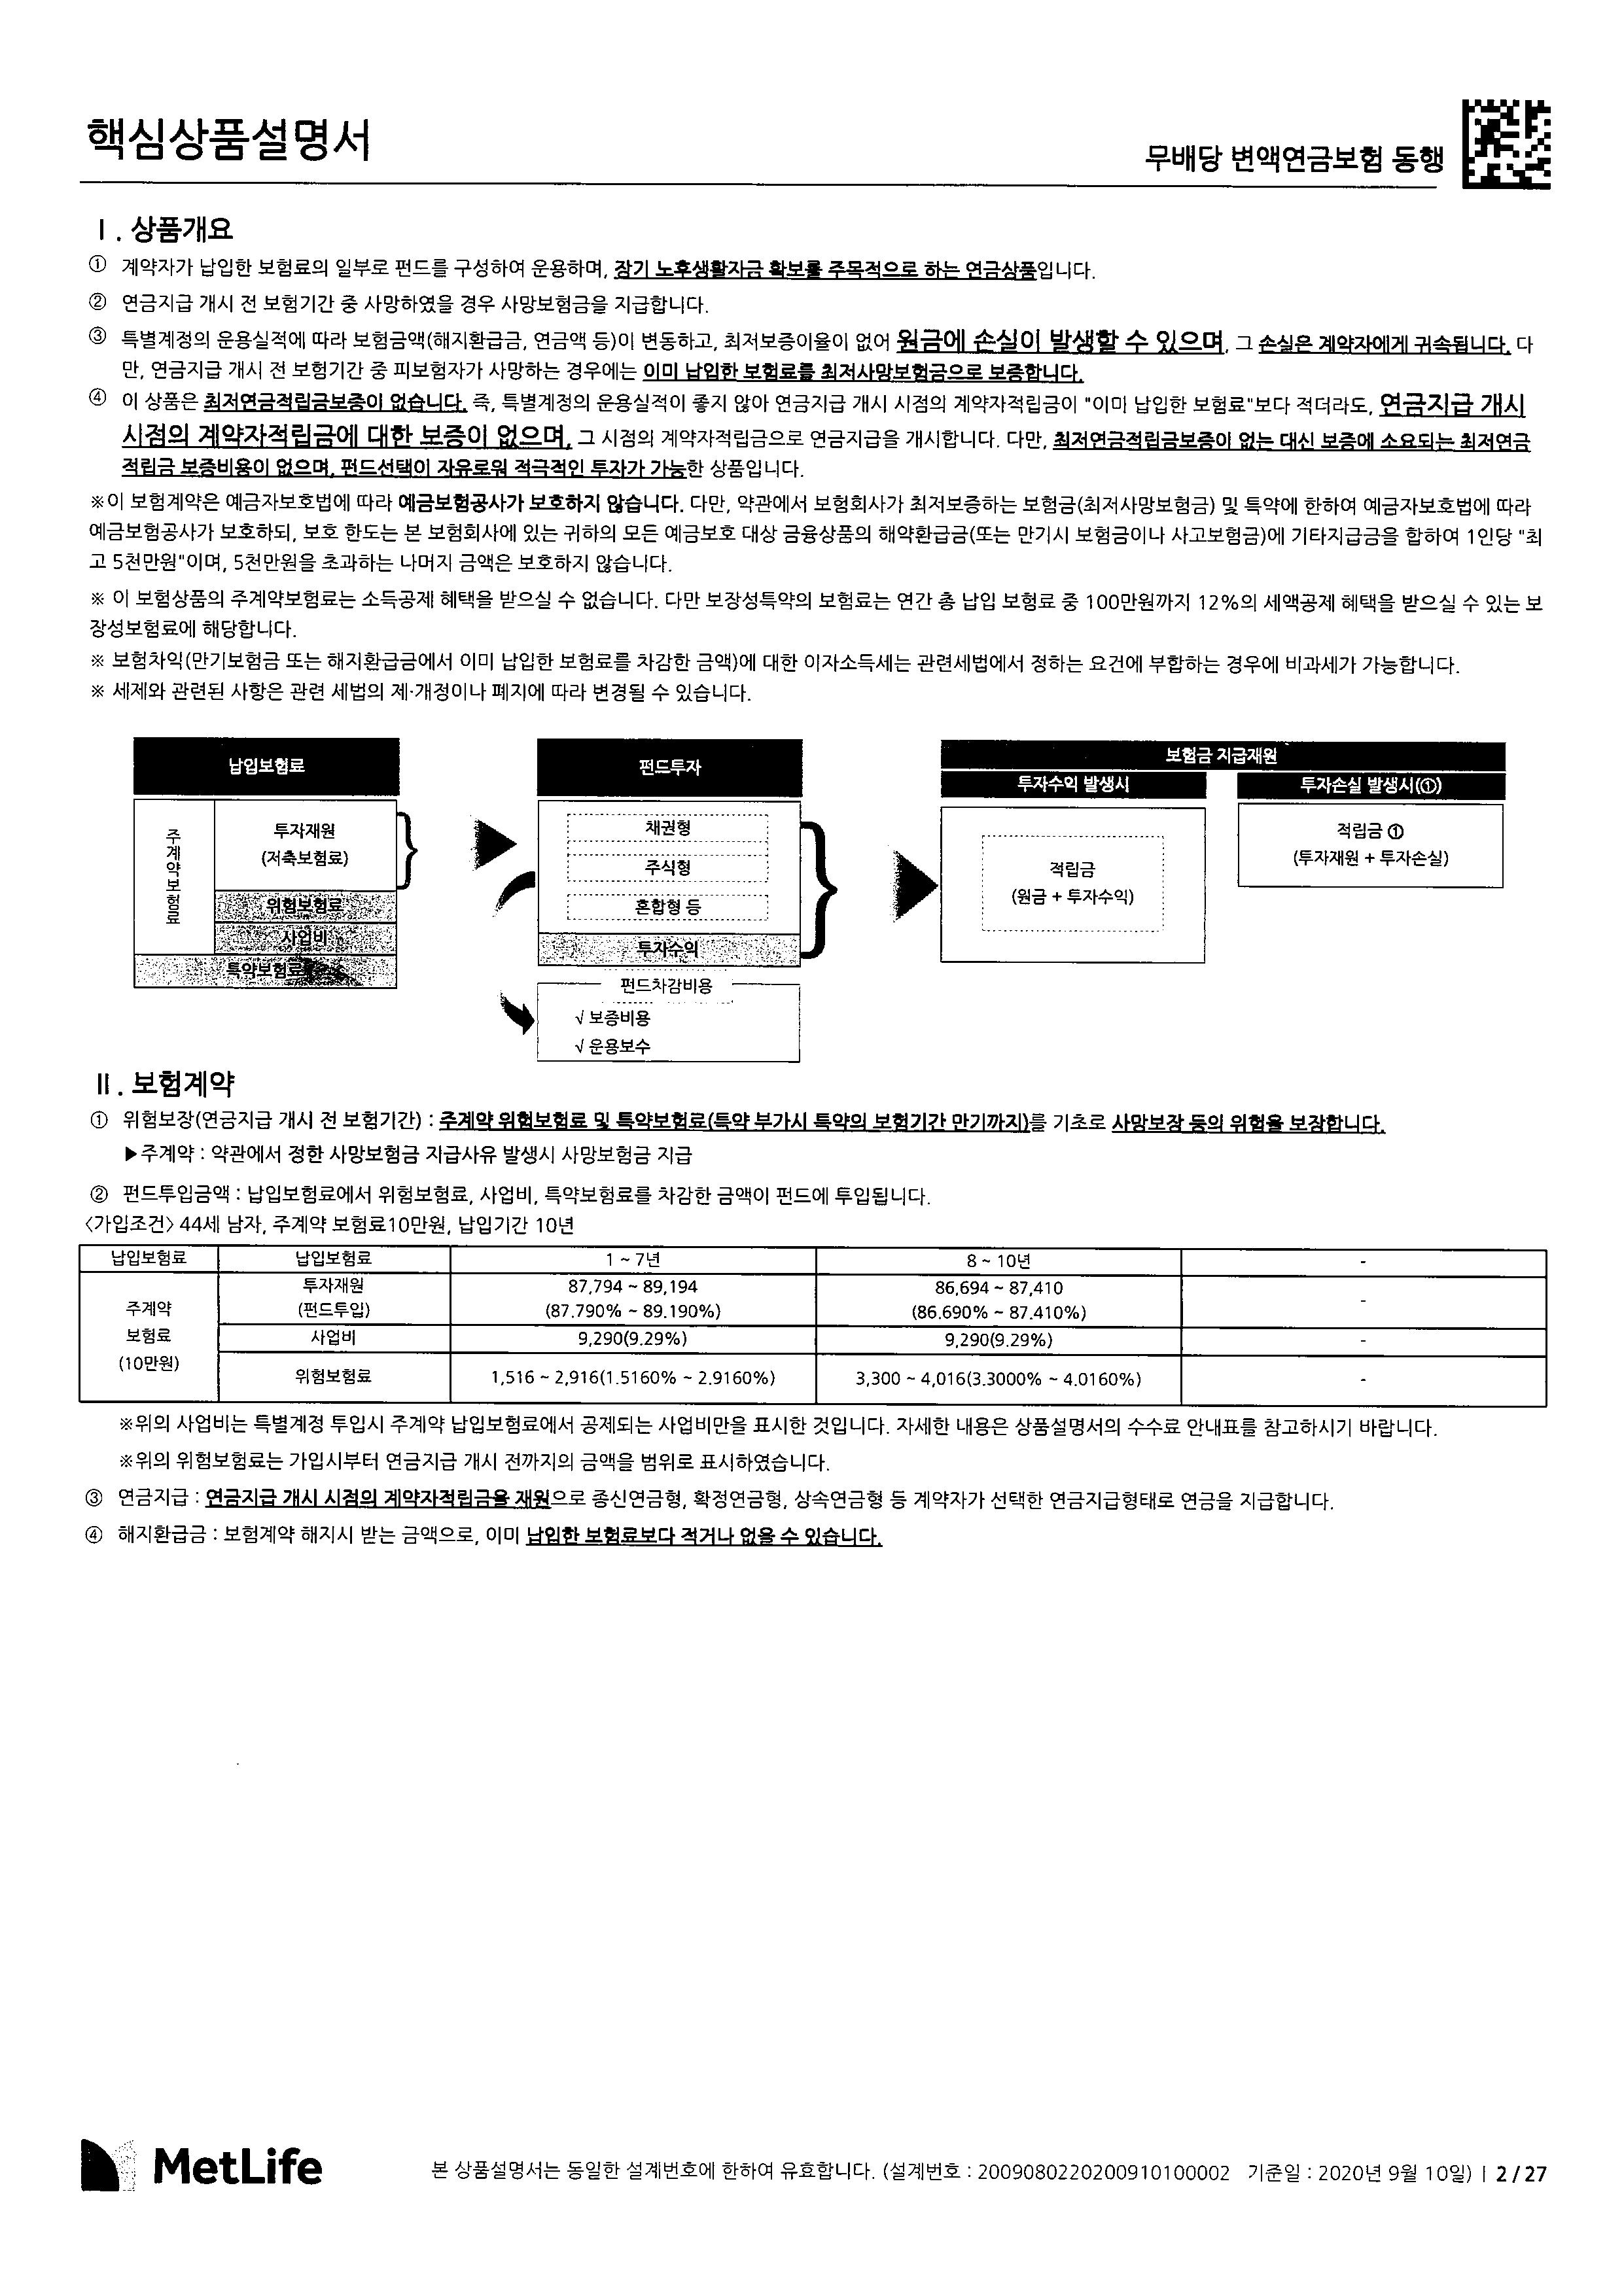 핵심상품설명서
무배당 변액연금보험 동행
Ⅰ. 상품개요
① 계약자가 납입한 보험료의 일부로 펀드를 구성하여 운용하며, 장기 노후생활자금 확보를 주목적으로 하는 연금상품입니다.
② 연금지급 개시 전 보험기간 중 사망하였을 경우 사망보험금을 지급합니다.
③ 특별계정의 운용실적에 따라 보험금액(해지환급금, 연금액 등)이 변동하고, 최저보증이율이 없어 원금에 손실이 발생할 수 있으며, 그 손실은 계약자에게 귀속됩니다. 다
만, 연금지급 개시 전 보험기간 중 피보험자가 사망하는 경우에는 이미 납입한 보험료를 최저사망보험금으로 보증합니다.
④ 이 상품은 최저연금적립금보증이 없습니다. 즉, 특별계정의 운용실적이 좋지 않아 연금지급 개시 시점의 계약자적립금이 "이미 납입한 보험료"보다 적더라도, 연금지급 개시
시점의 계약자적립금에 대한 보증이 없으며, 그 시점의 계약자적립금으로 연금지급을 개시합니다. 다만, 최저연금적립금보증이 없는 대신 보증에 소요되는 최저연금
적립금 보증비용이 없으며, 펀드선택이 자유로워 적극적인 투자가 가능한 상품입니다.
※이 보험계약은 예금자보호법에 따라 예금보험공사가 보호하지 않습니다. 다만, 약관에서 보험회사가 최저보증하는 보험금(최저사망보험금) 및 특약에 한하여 예금자보호법에 따라
예금보험공사가 보호하되, 보호 한도는 본 보험회사에 있는 귀하의 모든 예금보호 대상 금융상품의 해약환급금(또는 만기시 보험금이나 사고보험금)에 기타지급금을 합하여 1인당 "최
고 5천만원"이며, 5천만원을 초과하는 나머지 금액은 보호하지 않습니다.
※ 이 보험상품의 주계약보험료는 소득공제 혜택을 받으실 수 없습니다. 다만 보장성특약의 보험료는 연간 총 납입 보험료 중 100만원까지 12%의 세액공제 혜택을 받으실 수 있는 보
장성보험료에 해당합니다.
※ 보험차익(만기보험금 또는 해지환급금에서 이미 납입한 보험료를 차감한 금액)에 대한 이자소득세는 관련세법에서 정하는 요건에 부합하는 경우에 비과세가 가능합니다.
※ 세제와 관련된 사항은 관련 세법의 제·개정이나 폐지에 따라 변경될 수 있습니다.
납입보험료
주계약보험료
투자재원
(저축보험료)
위험보험료
사업비
특약보험료
펀드투자
채권형
주식형
혼합형 등
투자수익
펀드차감비용
√ 보증비용
√ 운용보수
보험금 지급재원
투자수익 발생시
투자손실 발생시(①)
적립금
(원금 + 투자수익)
적립금 ①
(투자재원 + 투자손실)
Ⅱ. 보험계약
① 위험보장(연금지급 개시 전 보험기간) : 주계약 위험보험료 및 특약보험료(특약 부가시 특약의 보험기간 만기까지)를 기초로 사망보장 등의 위험을 보장합니다.
▶주계약 : 약관에서 정한 사망보험금 지급사유 발생시 사망보험금 지급
② 펀드투입금액 : 납입보험료에서 위험보험료, 사업비, 특약보험료를 차감한 금액이 펀드에 투입됩니다.
〈가입조건〉 44세 남자, 주계약 보험료10만원, 납입기간 10년
납입보험료 납입보험료 1 ~ 7년 8 ~ 10년 -
주계약
보험료
(10만원)
투자재원
(펀드투입)
87,794 ~ 89,194
(87.790% ~ 89.190%)
86,694 ~ 87,410
(86.690% ~ 87.410%)
-
사업비 9,290(9.29%) 9,290(9.29%) -
위험보험료 1,516 ~ 2,916(1.5160% ~ 2.9160%) 3,300 ~ 4,016(3.3000% ~ 4.0160%) -
※위의 사업비는 특별계정 투입시 주계약 납입보험료에서 공제되는 사업비만을 표시한 것입니다. 자세한 내용은 상품설명서의 수수료 안내표를 참고하시기 바랍니다.
※위의 위험보험료는 가입시부터 연금지급 개시 전까지의 금액을 범위로 표시하였습니다.
③ 연금지급 : 연금지급 개시 시점의 계약자적립금을 재원으로 종신연금형, 확정연금형, 상속연금형 등 계약자가 선택한 연금지급형태로 연금을 지급합니다.
④ 해지환급금 : 보험계약 해지시 받는 금액으로, 이미 납입한 보험료보다 적거나 없을 수 있습니다.
MetLife
본 상품설명서는 동일한 설계번호에 한하여 유효합니다. (설계번호 : 20090802202009101​00002 기준일 : 2020년 9월 10일) | 2 / 27